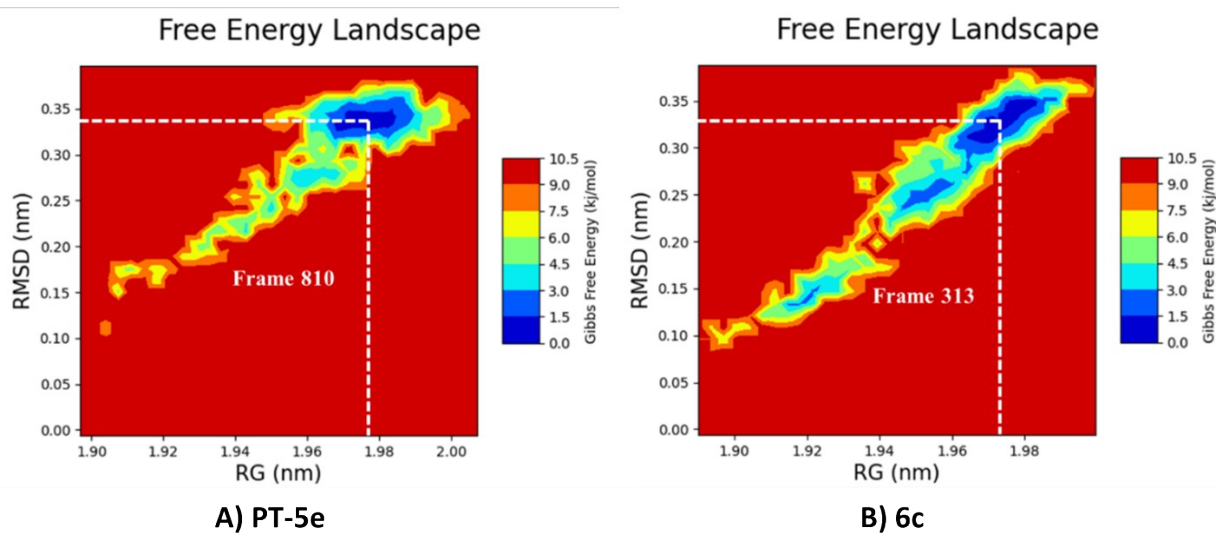 Free Energy Landscape
RMSD (nm)
0.35
0.30
0.25
0.20
0.15
0.10
0.05
0.00
1.90 1.92 1.94 1.96 1.98 2.00
RG (nm)
Frame 810
10.5
9.0
7.5
6.0
4.5
3.0
1.5
0.0
Gibbs Free Energy (kj/mol)
A) PT-5e
Free Energy Landscape
RMSD (nm)
0.35
0.30
0.25
0.20
0.15
0.10
0.05
0.00
1.90 1.92 1.94 1.96 1.98
RG (nm)
Frame 313
10.5
9.0
7.5
6.0
4.5
3.0
1.5
0.0
Gibbs Free Energy (kj/mol)
B) 6c